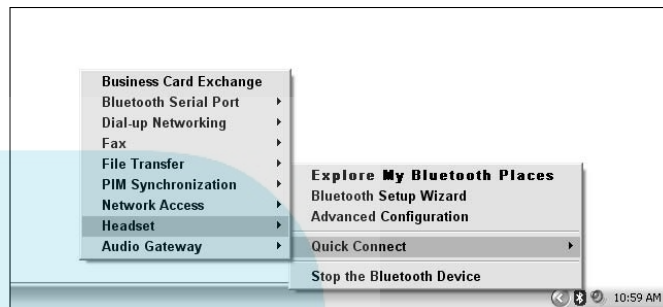 Business Card Exchange
Bluetooth Serial Port
Dial-up Networking
Fax
File Transfer
PIM Synchronization
Network Access
Headset
Audio Gateway
Explore My Bluetooth Places
Bluetooth Setup Wizard
Advanced Configuration
Quick Connect
Stop the Bluetooth Device
10:59 AM